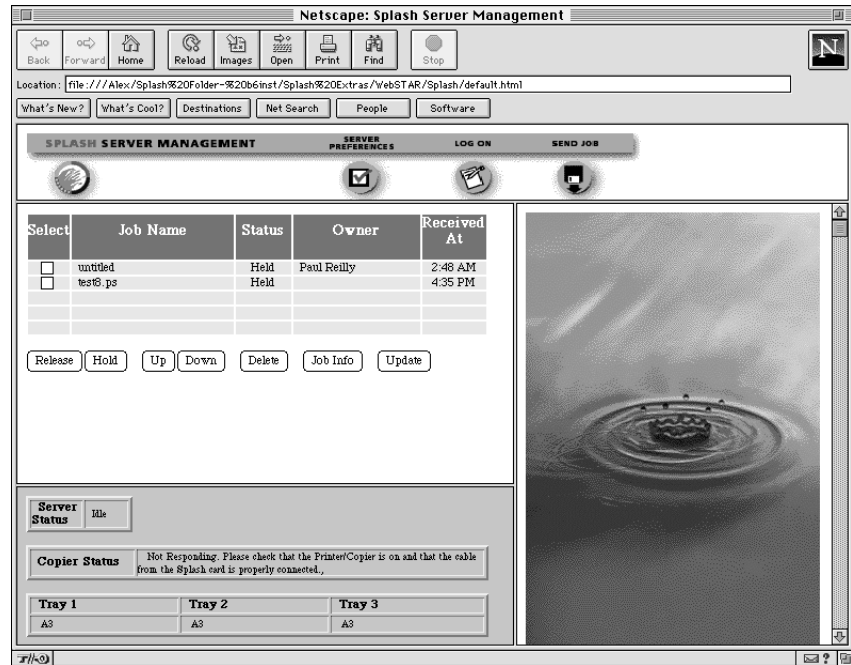 Netscape: Splash Server Management
Back Forward Home Reload Images Open Print Find Stop
N
Location: file:///Alex/Splash%20Folder-%20b6inst/Splash%20Extras/WebSTAR/Splash/default.html
What's New? What's Cool? Destinations Net Search People Software
SPLASH SERVER MANAGEMENT SERVER PREFERENCES LOG ON SEND JOB
Select Job Name Status Owner Received At
untitled Held Paul Reilly 2:48 AM
test8.ps Held 4:35 PM
Release Hold Up Down Delete Job Info Update
Server Status Idle
Copier Status Not Responding. Please check that the Printer/Copier is on and that the cable
from the Splash card is properly connected.,
Tray 1 Tray 2 Tray 3
A3 A3 A3
?